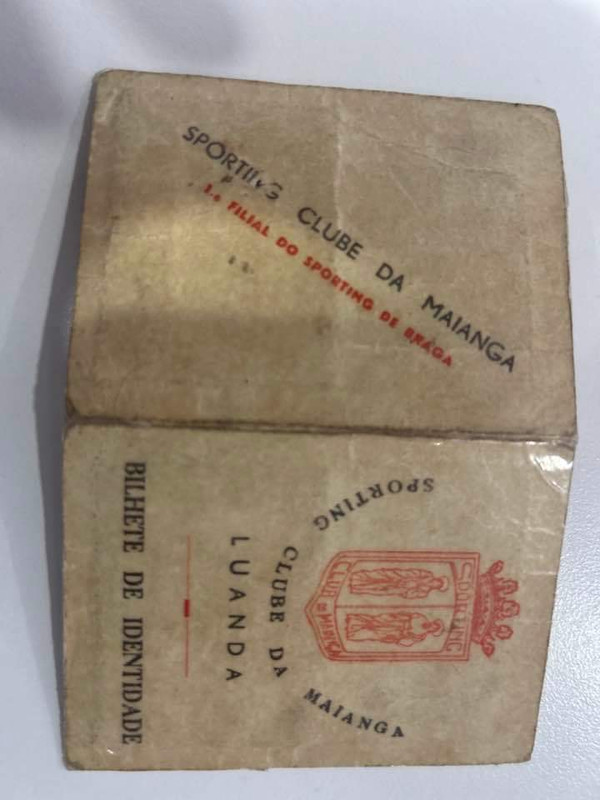 SPORTING CLUBE DA MAIANGA
1.ª FILIAL DO SPORTING DE BRAGA
SPORTING CLUBE DA MAIANGA
LUANDA
BILHETE DE IDENTIDADE